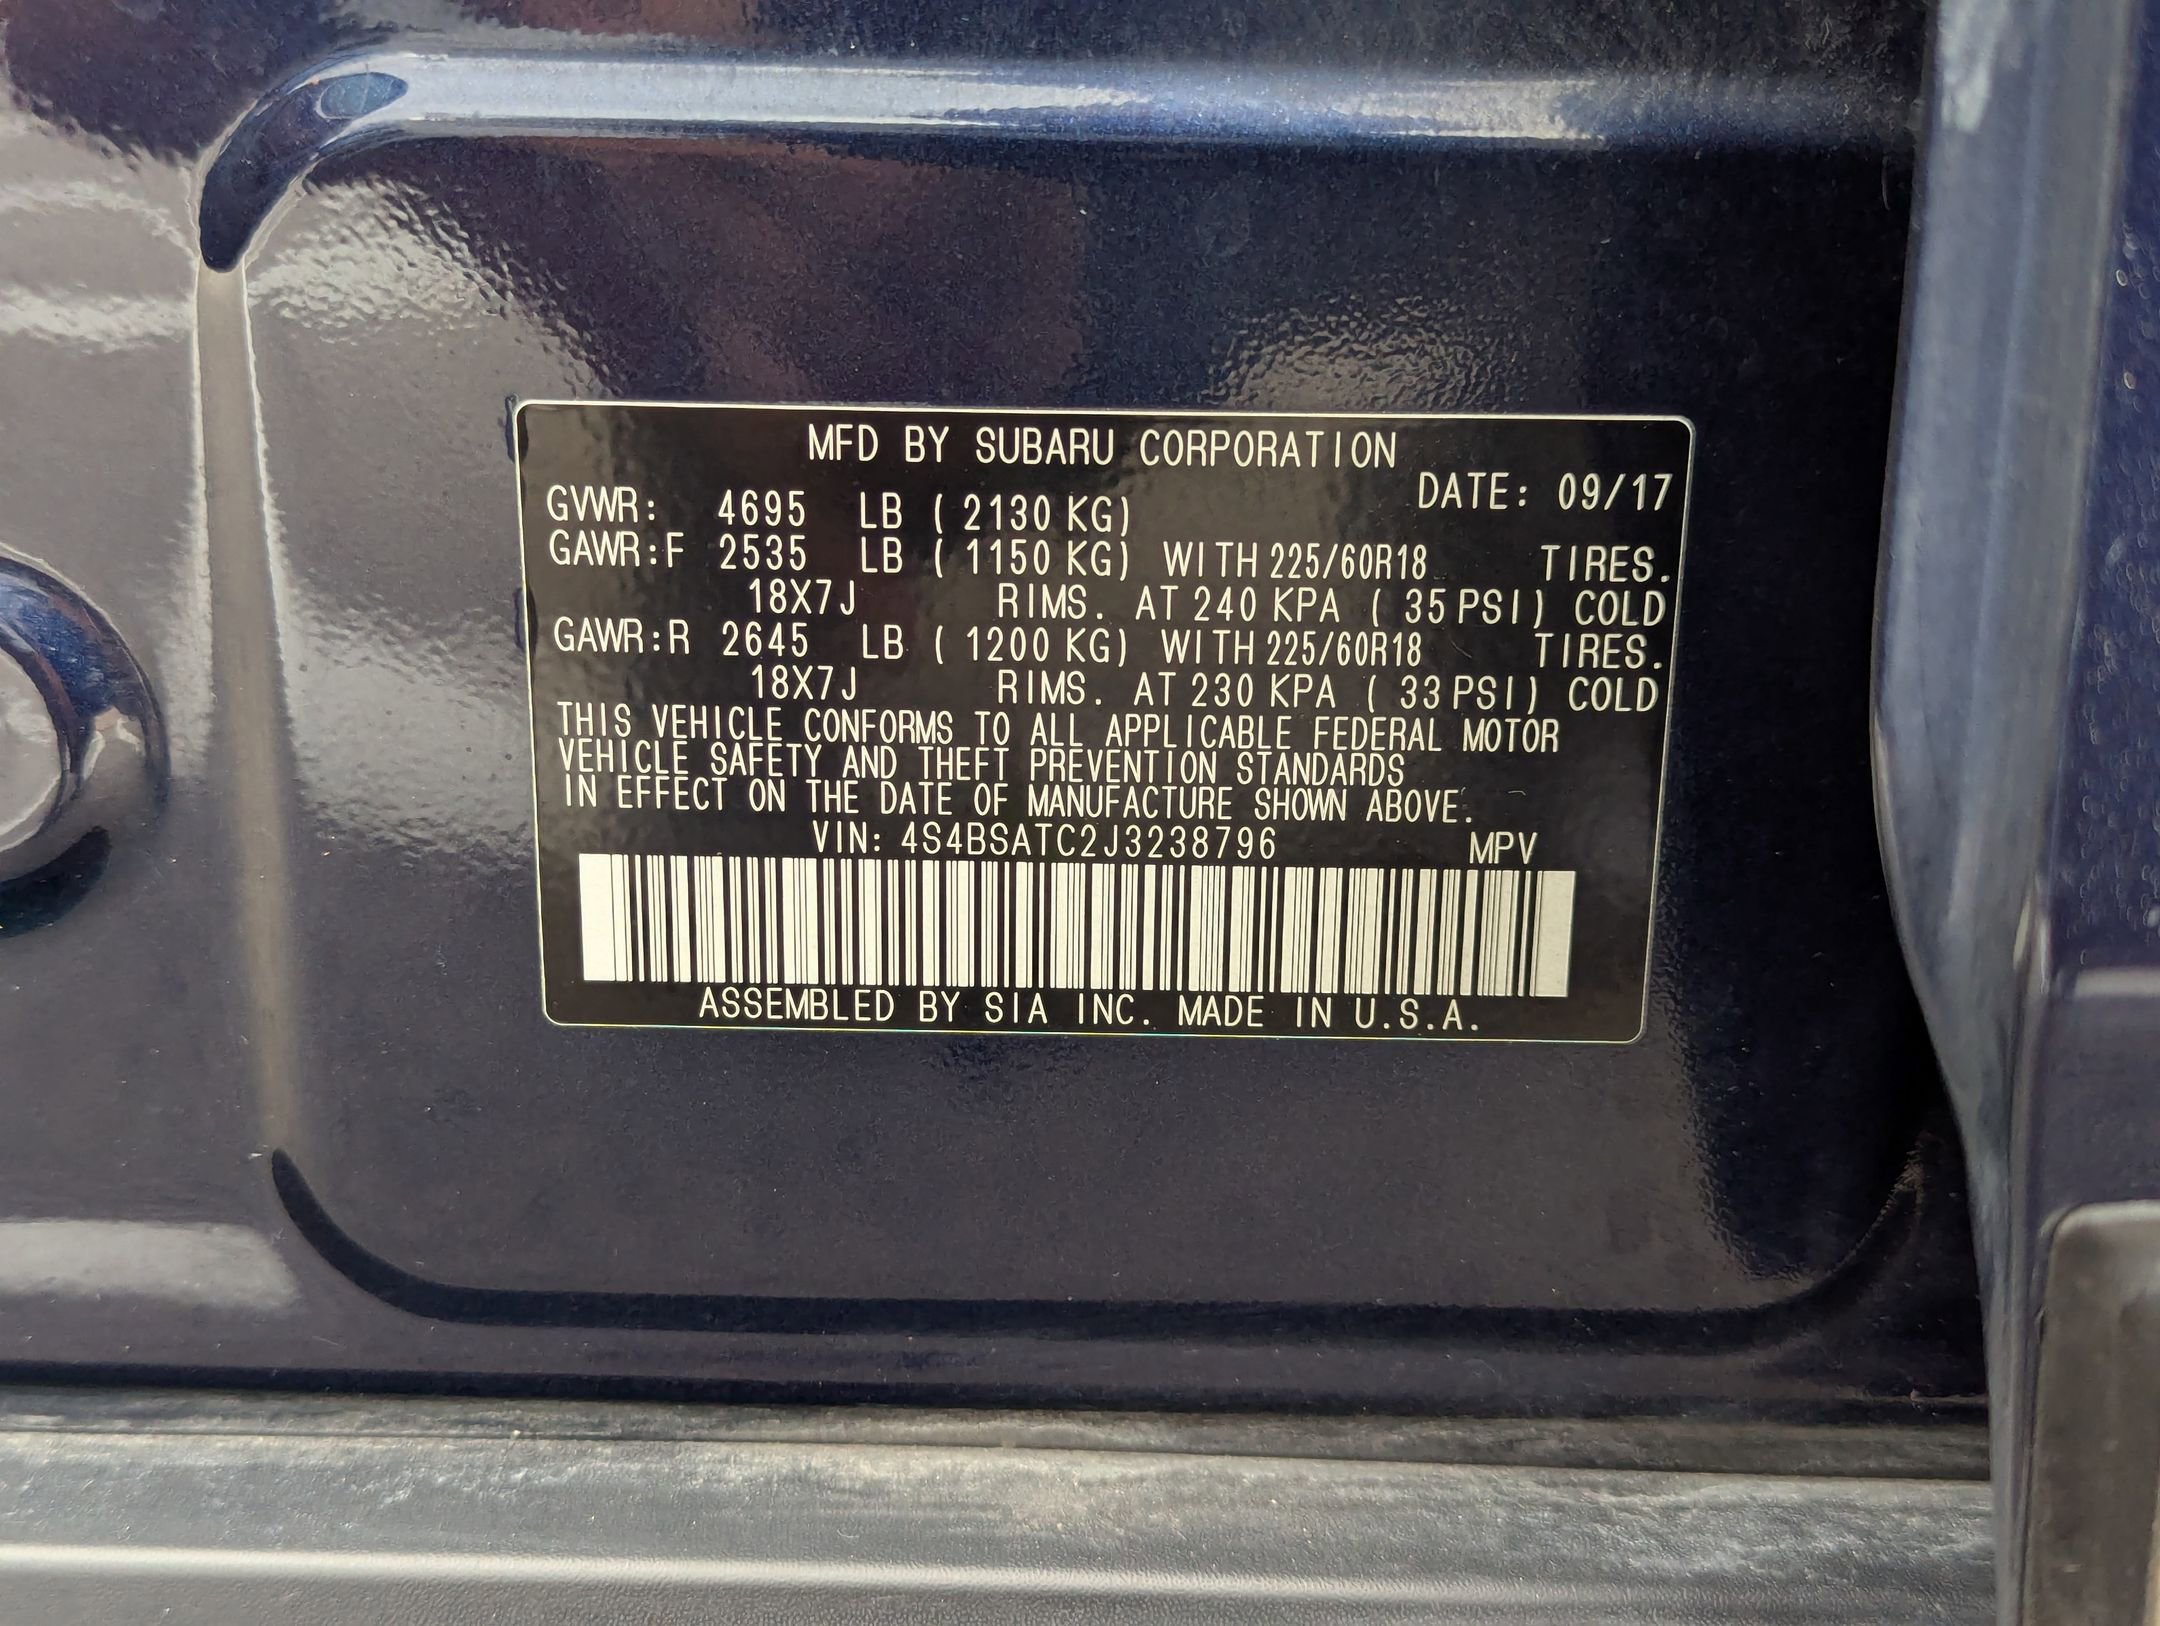 MFD BY SUBARU CORPORATION
DATE: 09/17
GVWR: 4695 LB ( 2130 KG)
GAWR:F 2535 LB ( 1150 KG) WITH 225/60R18 TIRES.
18X7J RIMS. AT 240 KPA ( 35 PSI) COLD
GAWR:R 2645 LB ( 1200 KG) WITH 225/60R18 TIRES.
18X7J RIMS. AT 230 KPA ( 33 PSI) COLD
THIS VEHICLE CONFORMS TO ALL APPLICABLE FEDERAL MOTOR
VEHICLE SAFETY AND THEFT PREVENTION STANDARDS
IN EFFECT ON THE DATE OF MANUFACTURE SHOWN ABOVE.
VIN: 4S4BSATC2J3238796 MPV
ASSEMBLED BY SIA INC. MADE IN U.S.A.